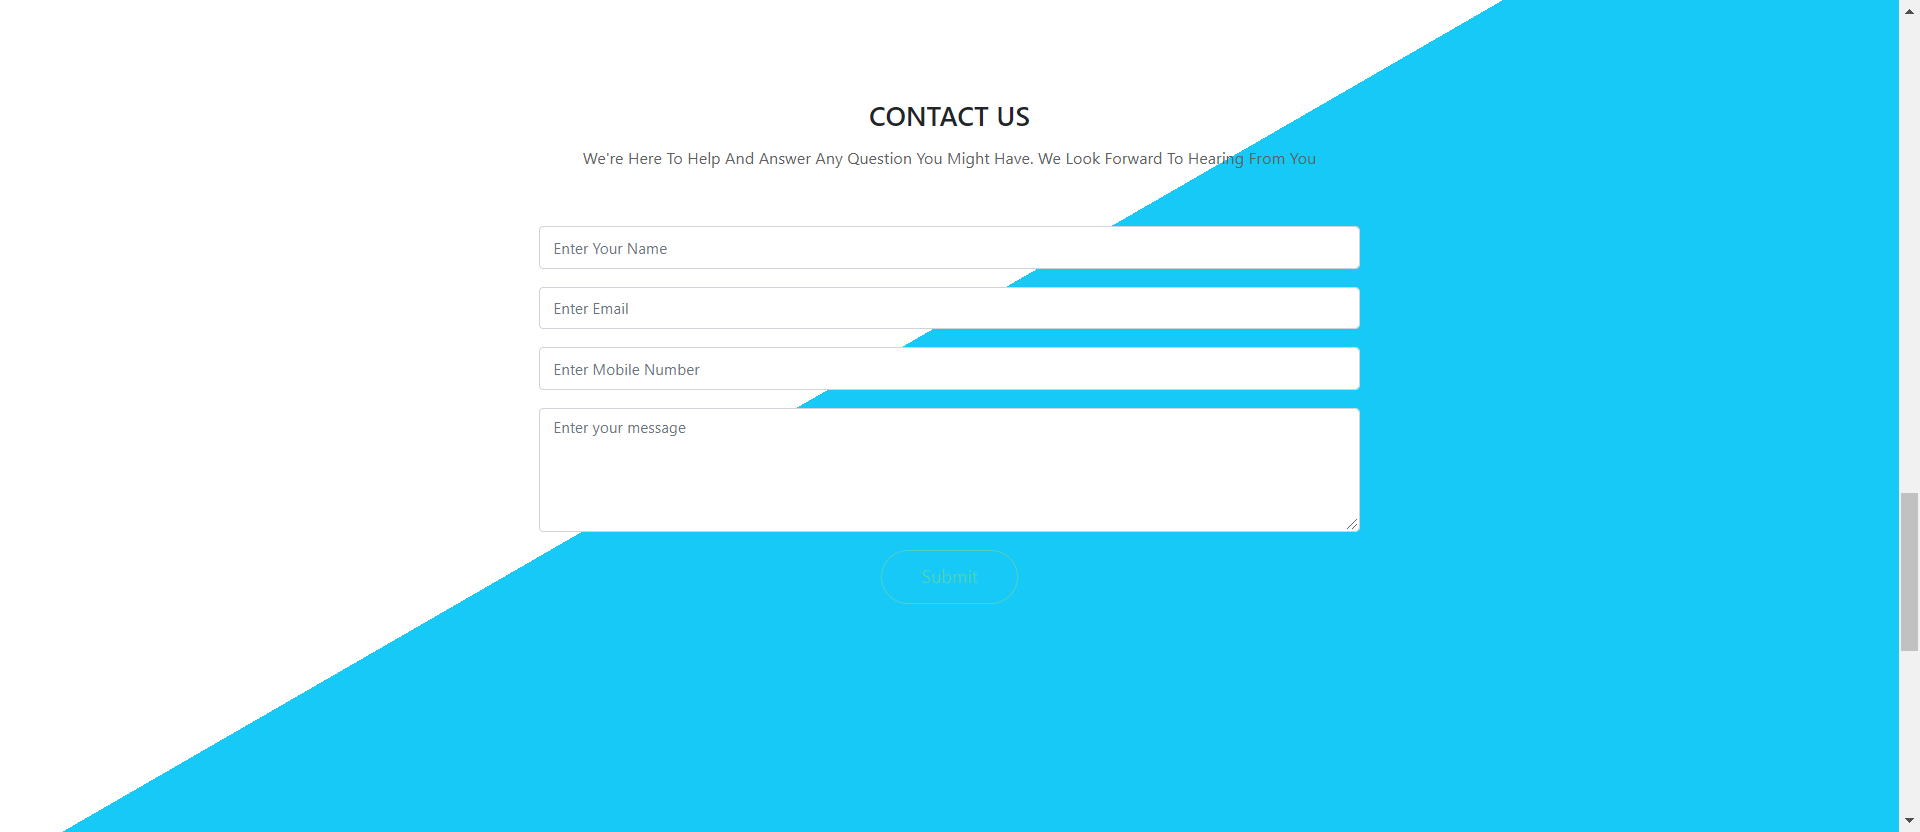 CONTACT US
We're Here To Help And Answer Any Question You Might Have. We Look Forward To Hearing From You
Enter Your Name
Enter Email
Enter Mobile Number
Enter your message
Submit